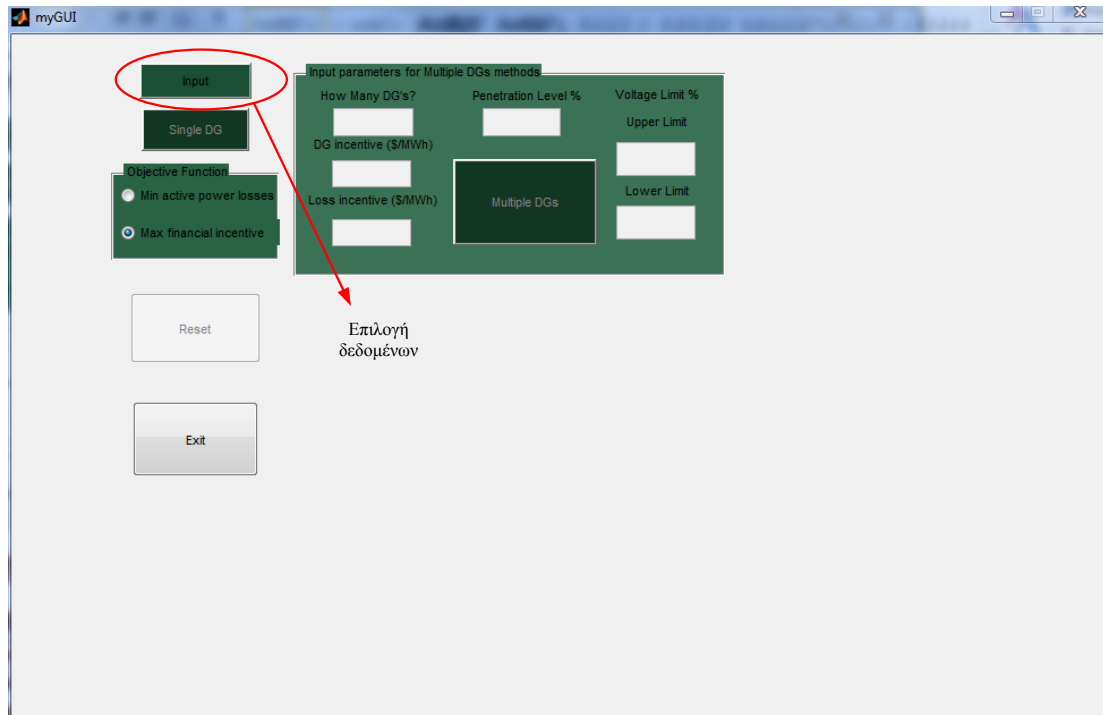 myGUI
Input
Single DG
Objective Function
Min active power losses
Max financial incentive
Input parameters for Multiple DGs methods
How Many DG's?
Penetration Level %
Voltage Limit %
Upper Limit
DG incentive ($/MWh)
Loss incentive ($/MWh)
Multiple DGs
Lower Limit
Reset
Επιλογή
δεδομένων
Exit